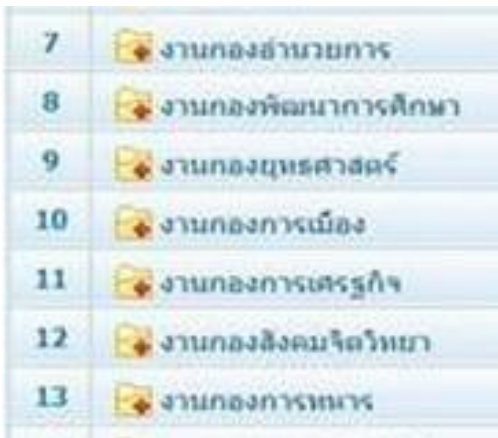 7 งานกองอำนวยการ
8 งานกองพัฒนาการศึกษา
9 งานกองยุทธศาสตร์
10 งานกองการเมือง
11 งานกองการเศรฐกิจ
12 งานกองสังคมจิตวิทยา
13 งานกองการทหาร